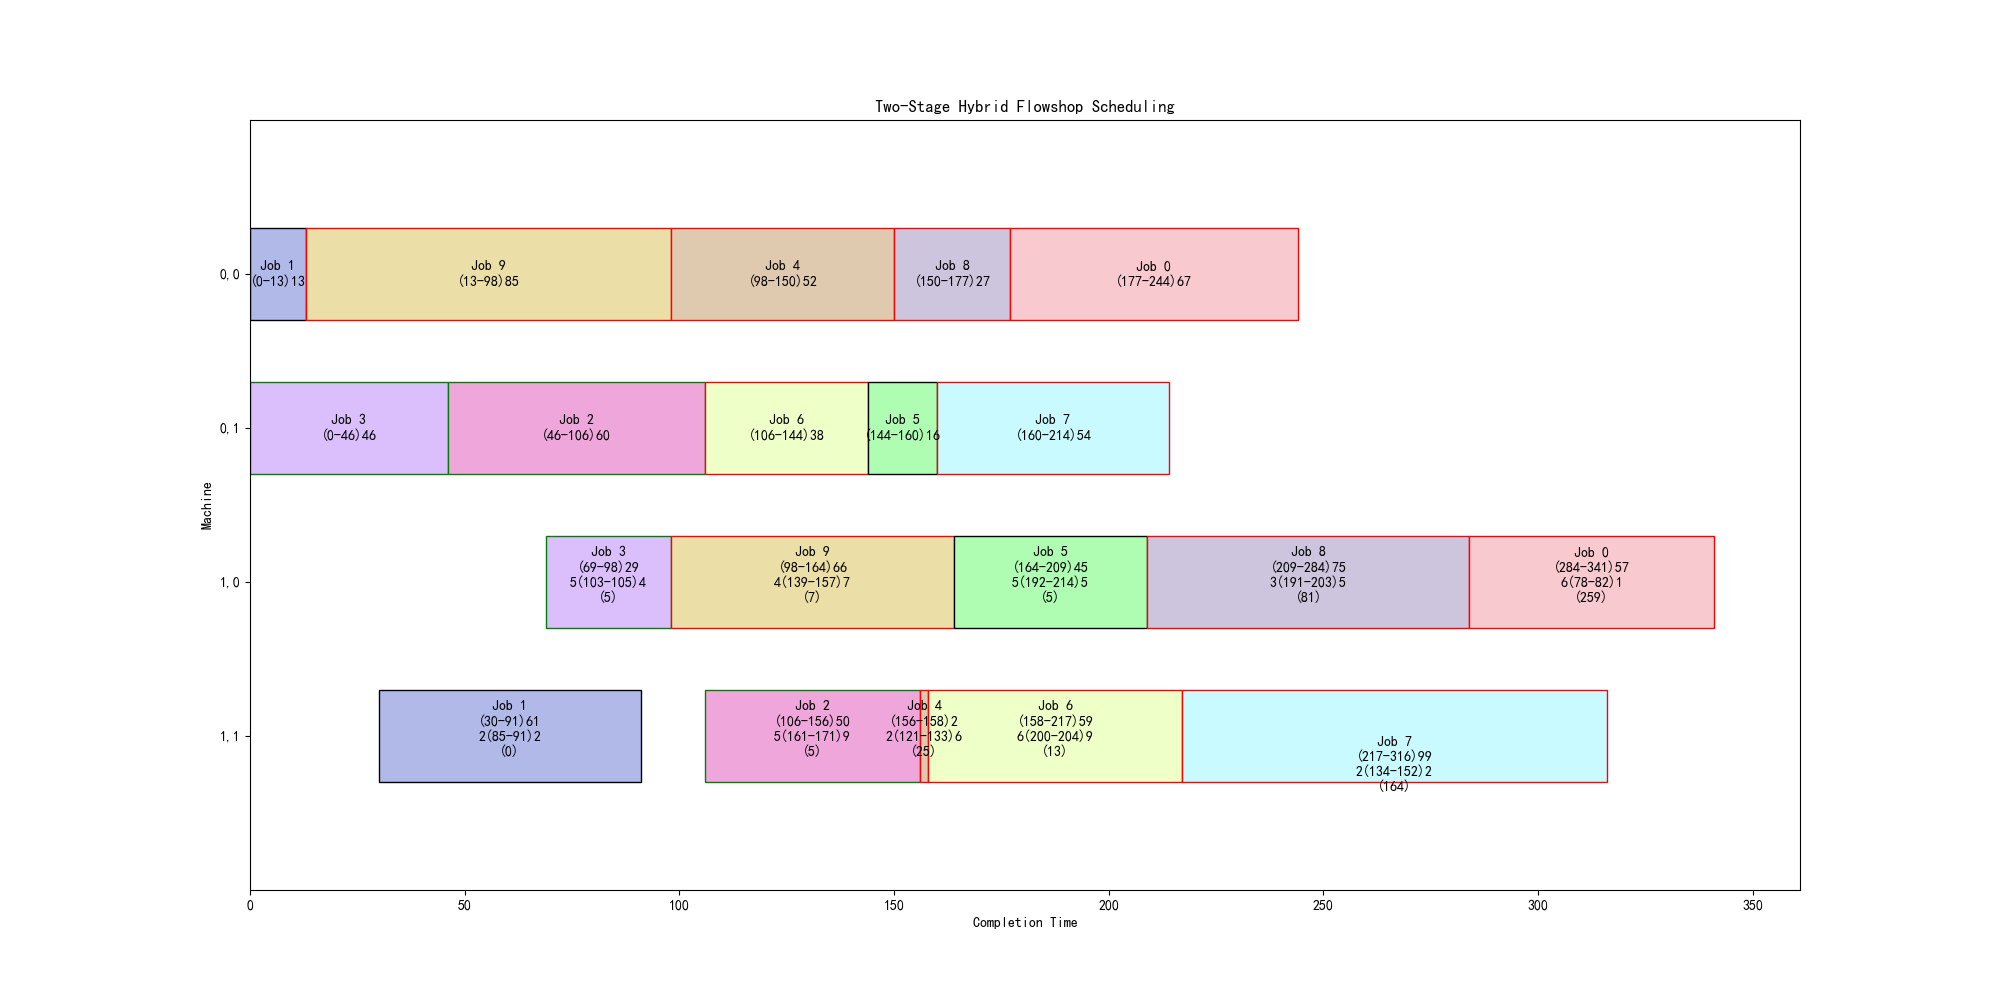 Two-Stage Hybrid Flowshop Scheduling
Machine
0,0
Job 1
(0-13)13
Job 9
(13-98)85
Job 4
(98-150)52
Job 8
(150-177)27
Job 0
(177-244)67
0,1
Job 3
(0-46)46
Job 2
(46-106)60
Job 6
(106-144)38
Job 5
(144-160)16
Job 7
(160-214)54
1,0
Job 3
(69-98)29
5(103-105)4
(5)
Job 9
(98-164)66
4(139-157)7
(7)
Job 5
(164-209)45
5(192-214)5
(5)
Job 8
(209-284)75
3(191-203)5
(81)
Job 0
(284-341)57
6(78-82)1
(259)
1,1
Job 1
(30-91)61
2(85-91)2
(0)
Job 2
(106-156)50
5(161-171)9
(5)
Job 4
(156-158)2
2(121-133)6
(25)
Job 6
(158-217)59
6(200-204)9
(13)
Job 7
(217-316)99
2(134-152)2
(164)
0 50 100 150 200 250 300 350
Completion Time